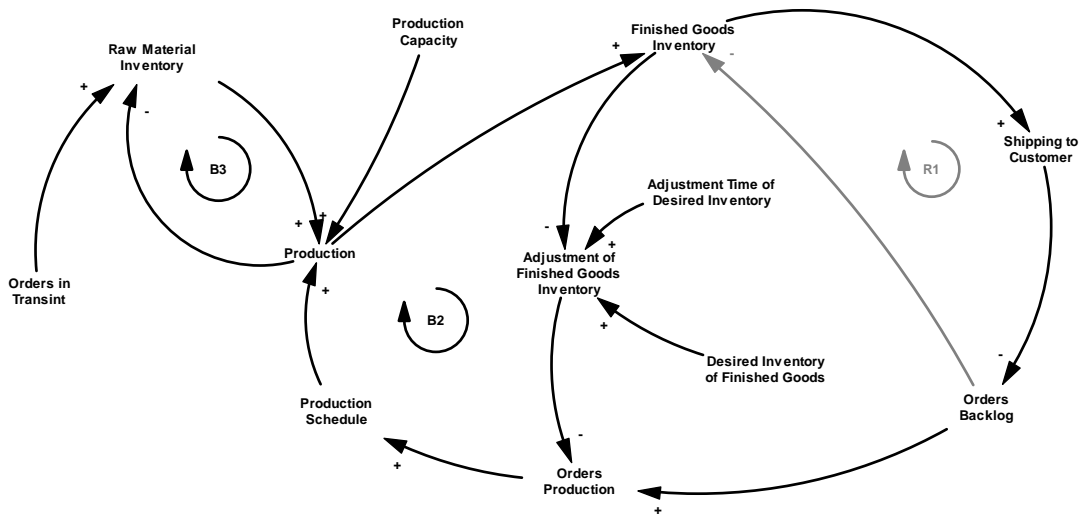 Production
Capacity
Finished Goods
Inventory
+
-
Raw Material
Inventory
+
-
+
Shipping to
Customer
B3
R1
Adjustment Time of
Desired Inventory
+
+
-
+
Production
Adjustment of
Finished Goods
Inventory
Orders in
Transint
+
B2
+
-
Desired Inventory
of Finished Goods
Production
Schedule
Orders
Backlog
-
+
Orders
Production
+